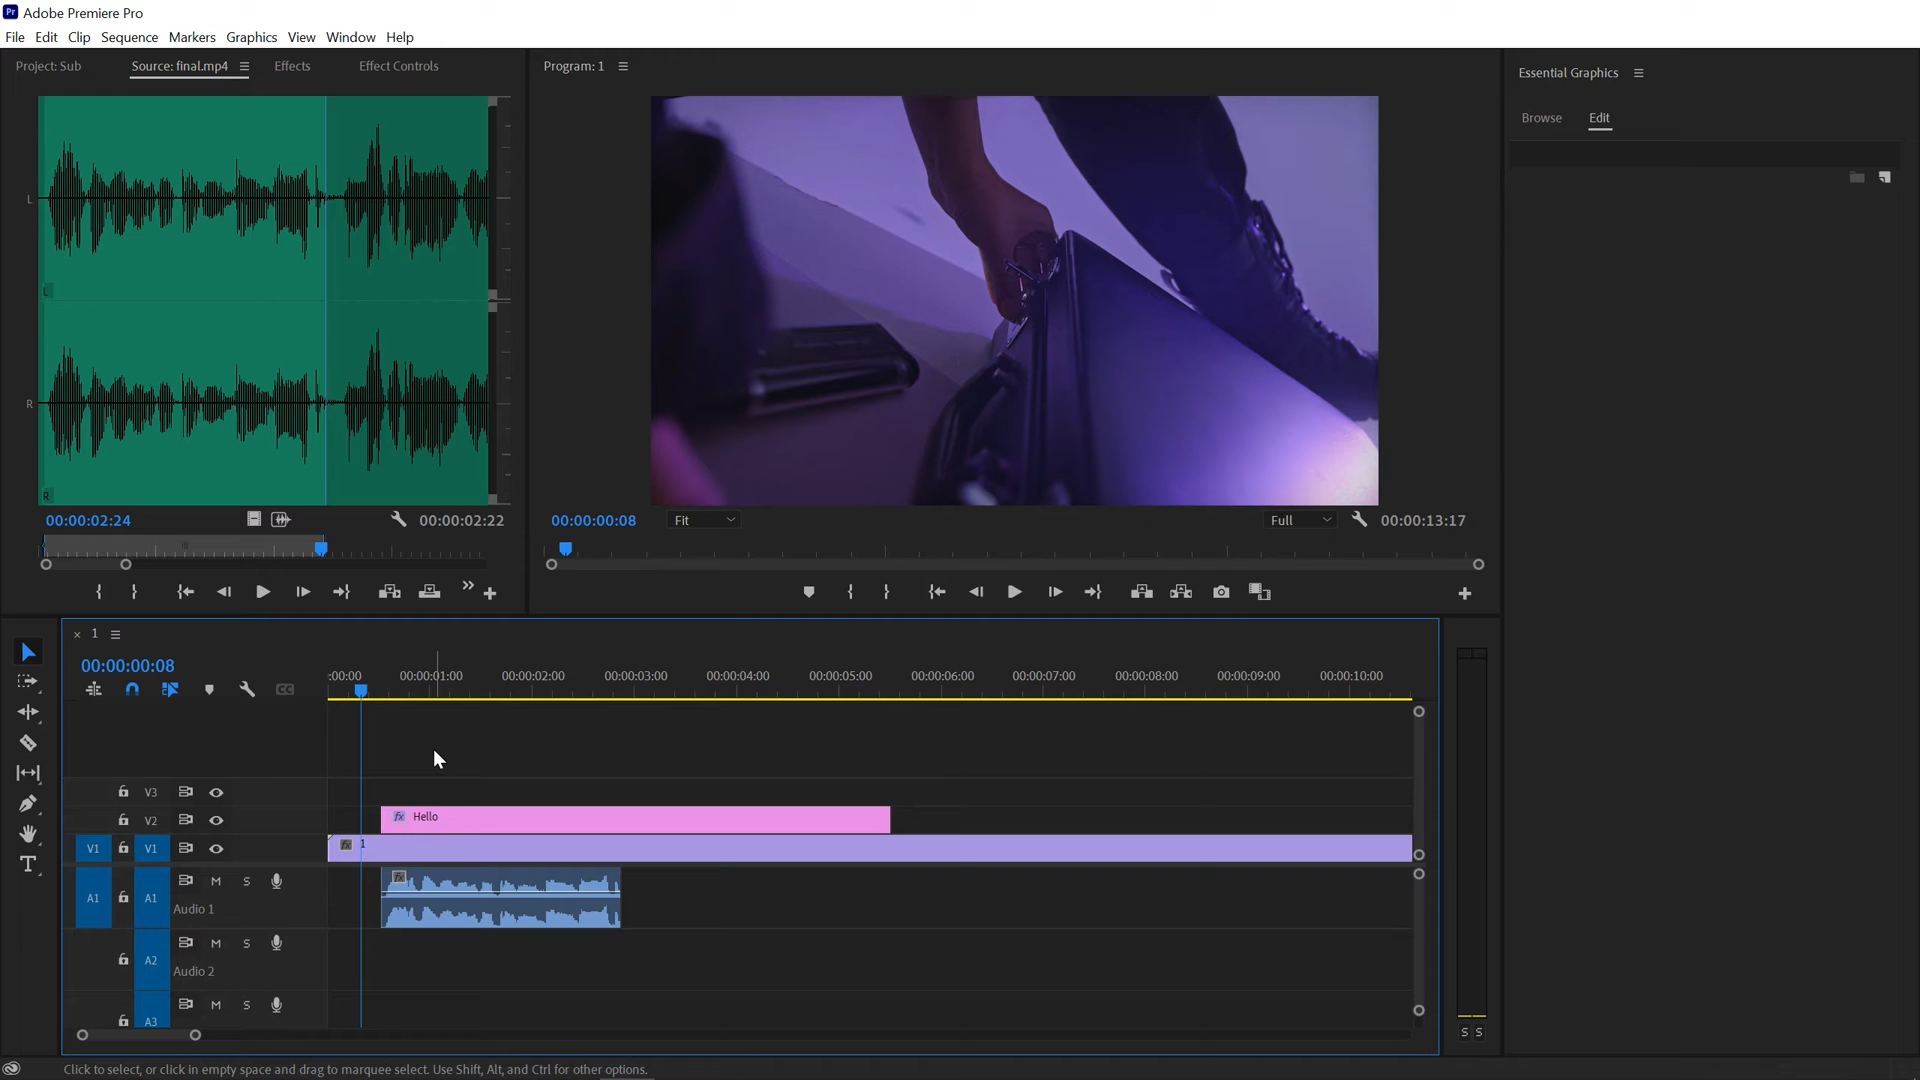 Adobe Premiere Pro
File Edit Clip Sequence Markers Graphics View Window Help
Project: Sub Source: final.mp4 Effects Effect Controls
Program: 1
Essential Graphics
Browse Edit
L
L
R
R
00:00:02:24 00:00:02:22
00:00:00:08 Fit Full 00:00:13:17
1
00:00:00:08
:00:00 00:00:01:00 00:00:02:00 00:00:03:00 00:00:04:00 00:00:05:00 00:00:06:00 00:00:07:00 00:00:08:00 00:00:09:00 00:00:10:00
CC
V3
V2 fx Hello
V1 V1 fx 1
A1 A1 M S fx
Audio 1
A2 M S
Audio 2
A3 M S
S S
Click to select, or click in empty space and drag to marquee select. Use Shift, Alt, and Ctrl for other options.